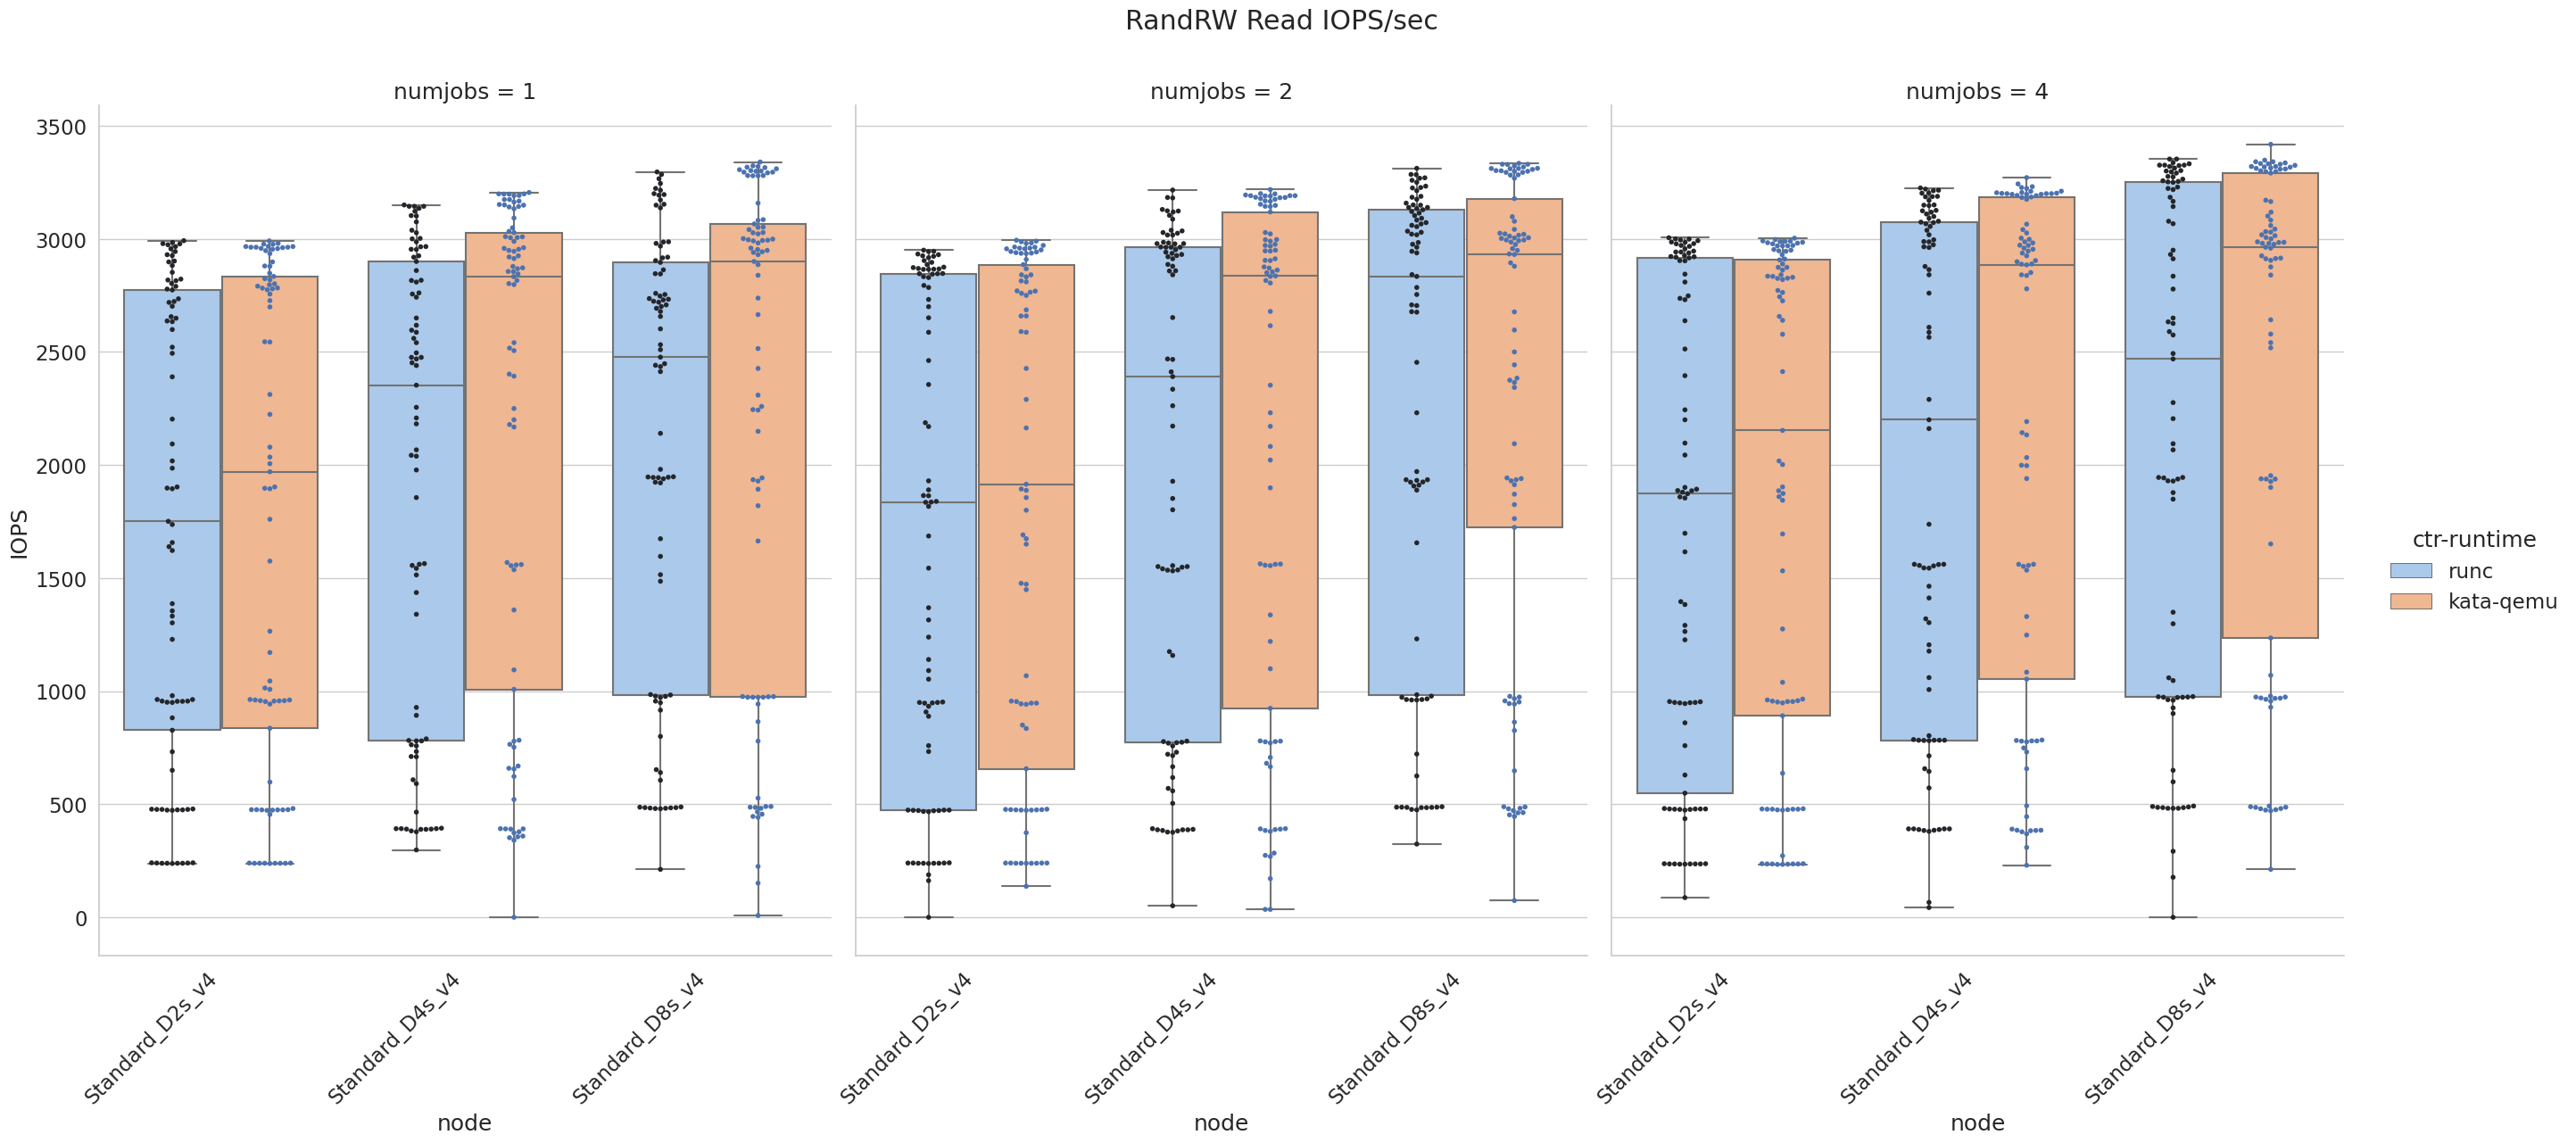 RandRW Read IOPS/sec
numjobs = 1
numjobs = 2
numjobs = 4
3500
3000
2500
2000
1500
1000
500
0
IOPS
ctr-runtime
runc
kata-qemu
Standard_D2s_v4
Standard_D4s_v4
Standard_D8s_v4
Standard_D2s_v4
Standard_D4s_v4
Standard_D8s_v4
Standard_D2s_v4
Standard_D4s_v4
Standard_D8s_v4
node
node
node